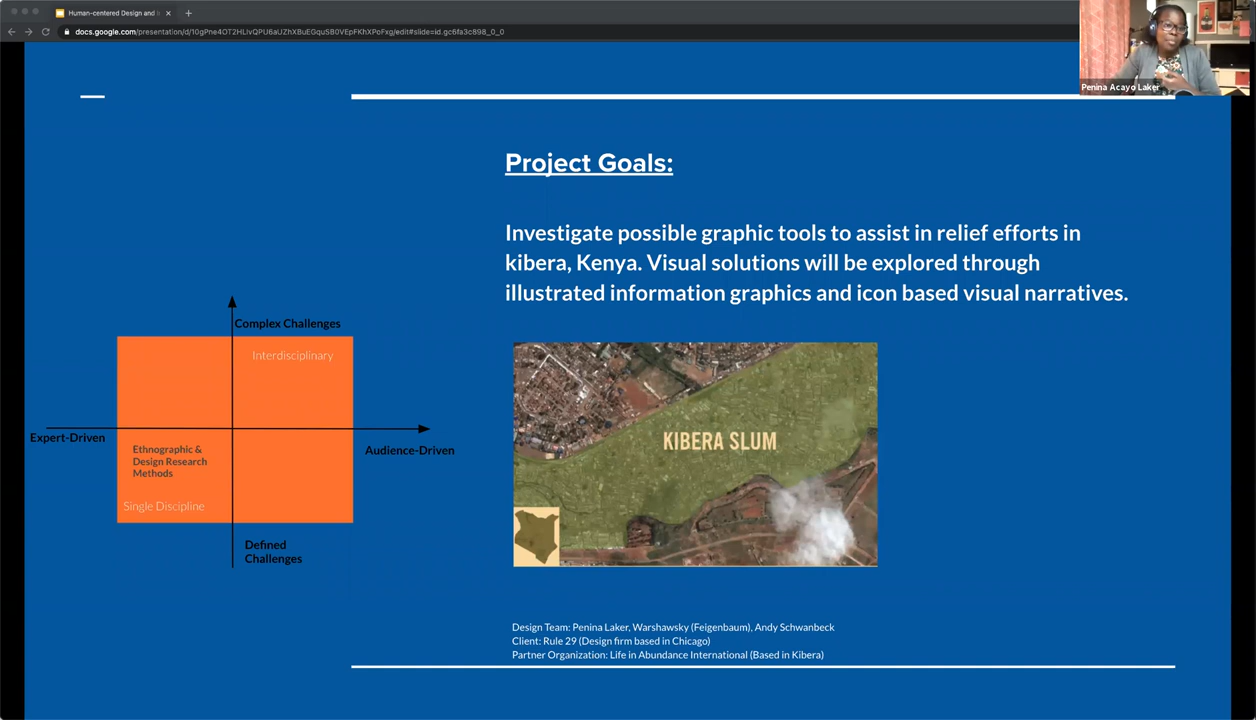 Human-centered Design and
docs.google.com/presentation/d/10gPne4OT2HLivQPU6aUZhXBuEGquSB0VEpFKhXPoFxg/edit#slide=id.gc6fa3c898_0_0
Penina Acayo Laker
Project Goals:
Investigate possible graphic tools to assist in relief efforts in
kibera, Kenya. Visual solutions will be explored through
illustrated information graphics and icon based visual narratives.
Complex Challenges
Interdisciplinary
Expert-Driven
Audience-Driven
Ethnographic &
Design Research
Methods
Single Discipline
Defined
Challenges
KIBERA SLUM
Design Team: Penina Laker, Warshawsky (Feigenbaum), Andy Schwanbeck
Client: Rule 29 (Design firm based in Chicago)
Partner Organization: Life in Abundance International (Based in Kibera)